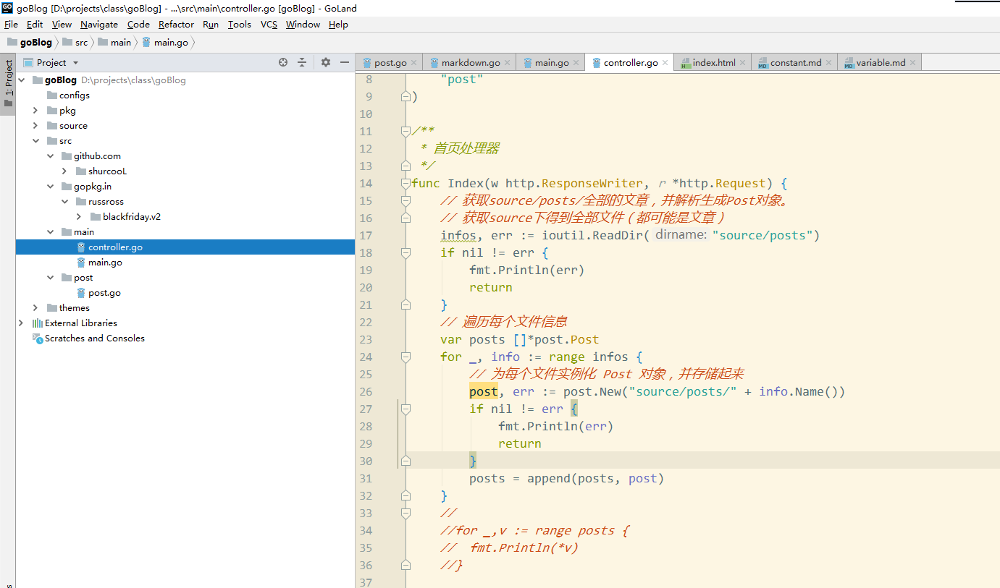 goBlog [D:\projects\class\goBlog] - ...\src\main\controller.go [goBlog] - GoLand
File Edit View Navigate Code Refactor Run Tools VCS Window Help
goBlog src main main.go
1: Project
Project
goBlog D:\projects\class\goBlog
configs
pkg
source
src
github.com
shurcooL
gopkg.in
russross
blackfriday.v2
main
controller.go
main.go
post
post.go
themes
External Libraries
Scratches and Consoles
post.go markdown.go main.go controller.go index.html constant.md variable.md
8 "post"
9 )
10
11 /**
12 * 首页处理器
13 */
14 func Index(w http.ResponseWriter, r *http.Request) {
15 // 获取source/posts/全部的文章，并解析生成Post对象。
16 // 获取source下得到全部文件（都可能是文章）
17 infos, err := ioutil.ReadDir( dirname: "source/posts")
18 if nil != err {
19 fmt.Println(err)
20 return
21 }
22 // 遍历每个文件信息
23 var posts []*post.Post
24 for _, info := range infos {
25 // 为每个文件实例化 Post 对象，并存储起来
26 post, err := post.New("source/posts/" + info.Name())
27 if nil != err {
28 fmt.Println(err)
29 return
30 }
31 posts = append(posts, post)
32 }
33 //
34 //for _,v := range posts {
35 // fmt.Println(*v)
36 //}
37